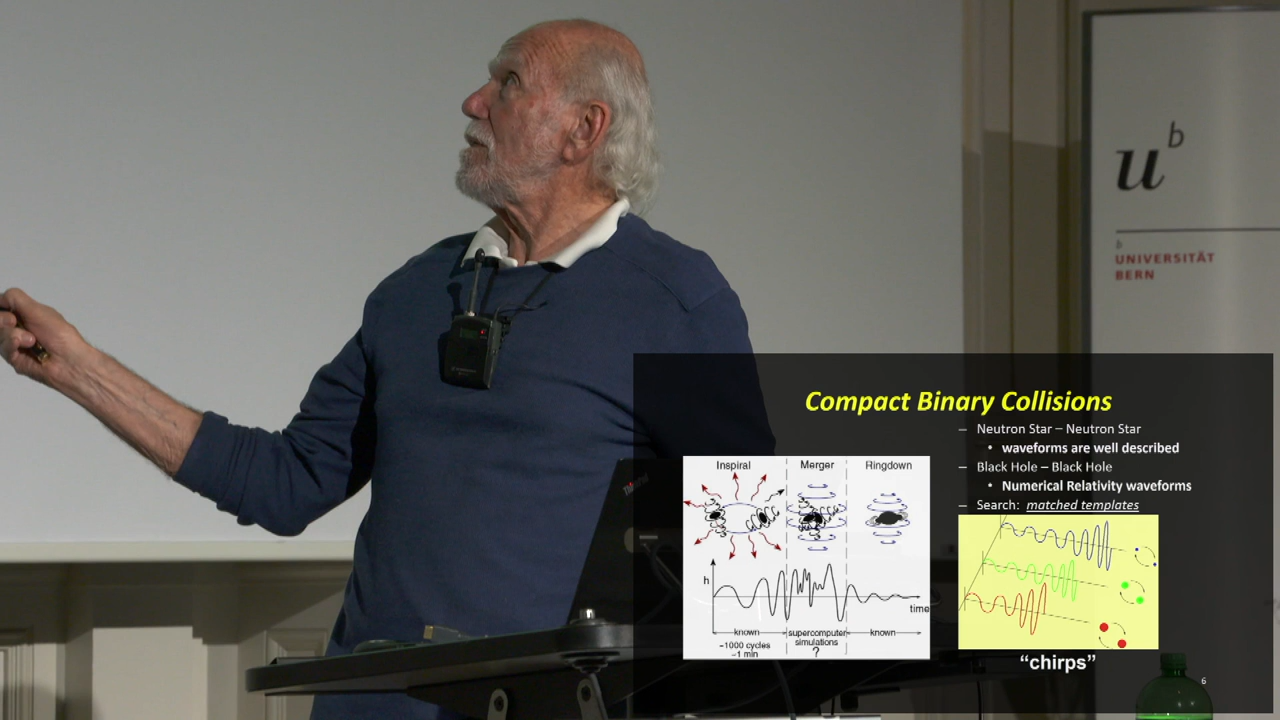 u b
b
UNIVERSITÄT
BERN
Compact Binary Collisions
– Neutron Star – Neutron Star
• waveforms are well described
– Black Hole – Black Hole
• Numerical Relativity waveforms
– Search: matched templates
Inspiral Merger Ringdown
h
time
known supercomputer simulations ? known
~1000 cycles
~1 min
“chirps”
6